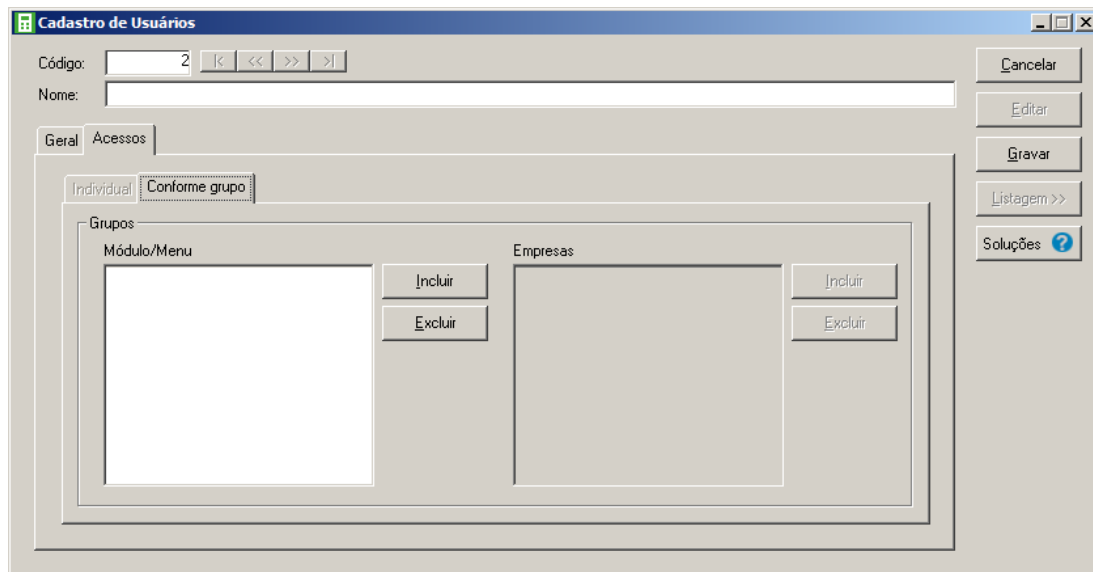 Cadastro de Usuários
Código: 2 |< << >> >| Cancelar
Nome:
Editar
Geral Acessos
Gravar
Individual Conforme grupo
Listagem >>
Grupos
Módulo/Menu Empresas
Soluções ?
Incluir Incluir
Excluir Excluir